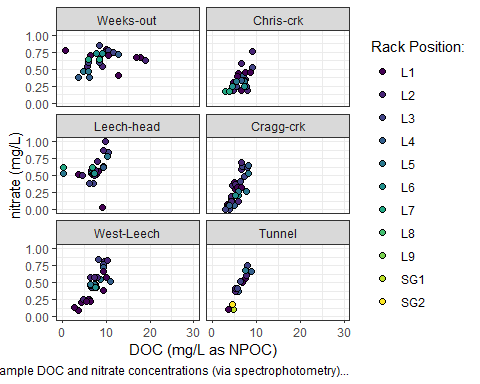 Weeks-out Chris-crk
1.00
0.75
0.50
0.25
0.00
Leech-head Cragg-crk
1.00
0.75
0.50
0.25
0.00
West-Leech Tunnel
1.00
0.75
0.50
0.25
0.00
0 10 20 30 0 10 20 30
nitrate (mg/L)
DOC (mg/L as NPOC)
ample DOC and nitrate concentrations (via spectrophotometry)...
Rack Position:
L1
L2
L3
L4
L5
L6
L7
L8
L9
SG1
SG2